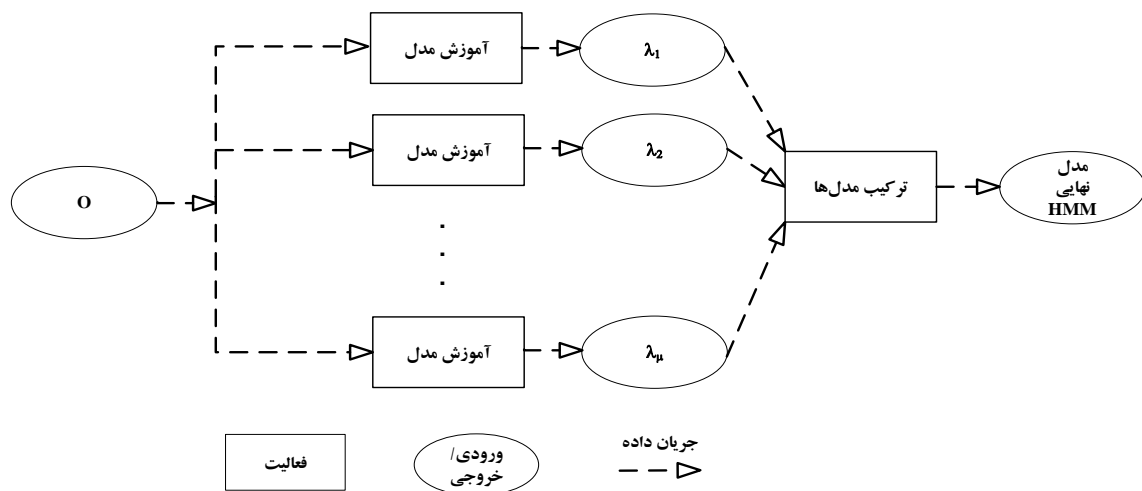 آموزش مدل
λ1
آموزش مدل
λ2
O
ترکیب مدل‌ها
مدل
نهایی
HMM
.
.
.
آموزش مدل
λμ
فعالیت
ورودی/
خروجی
جریان داده